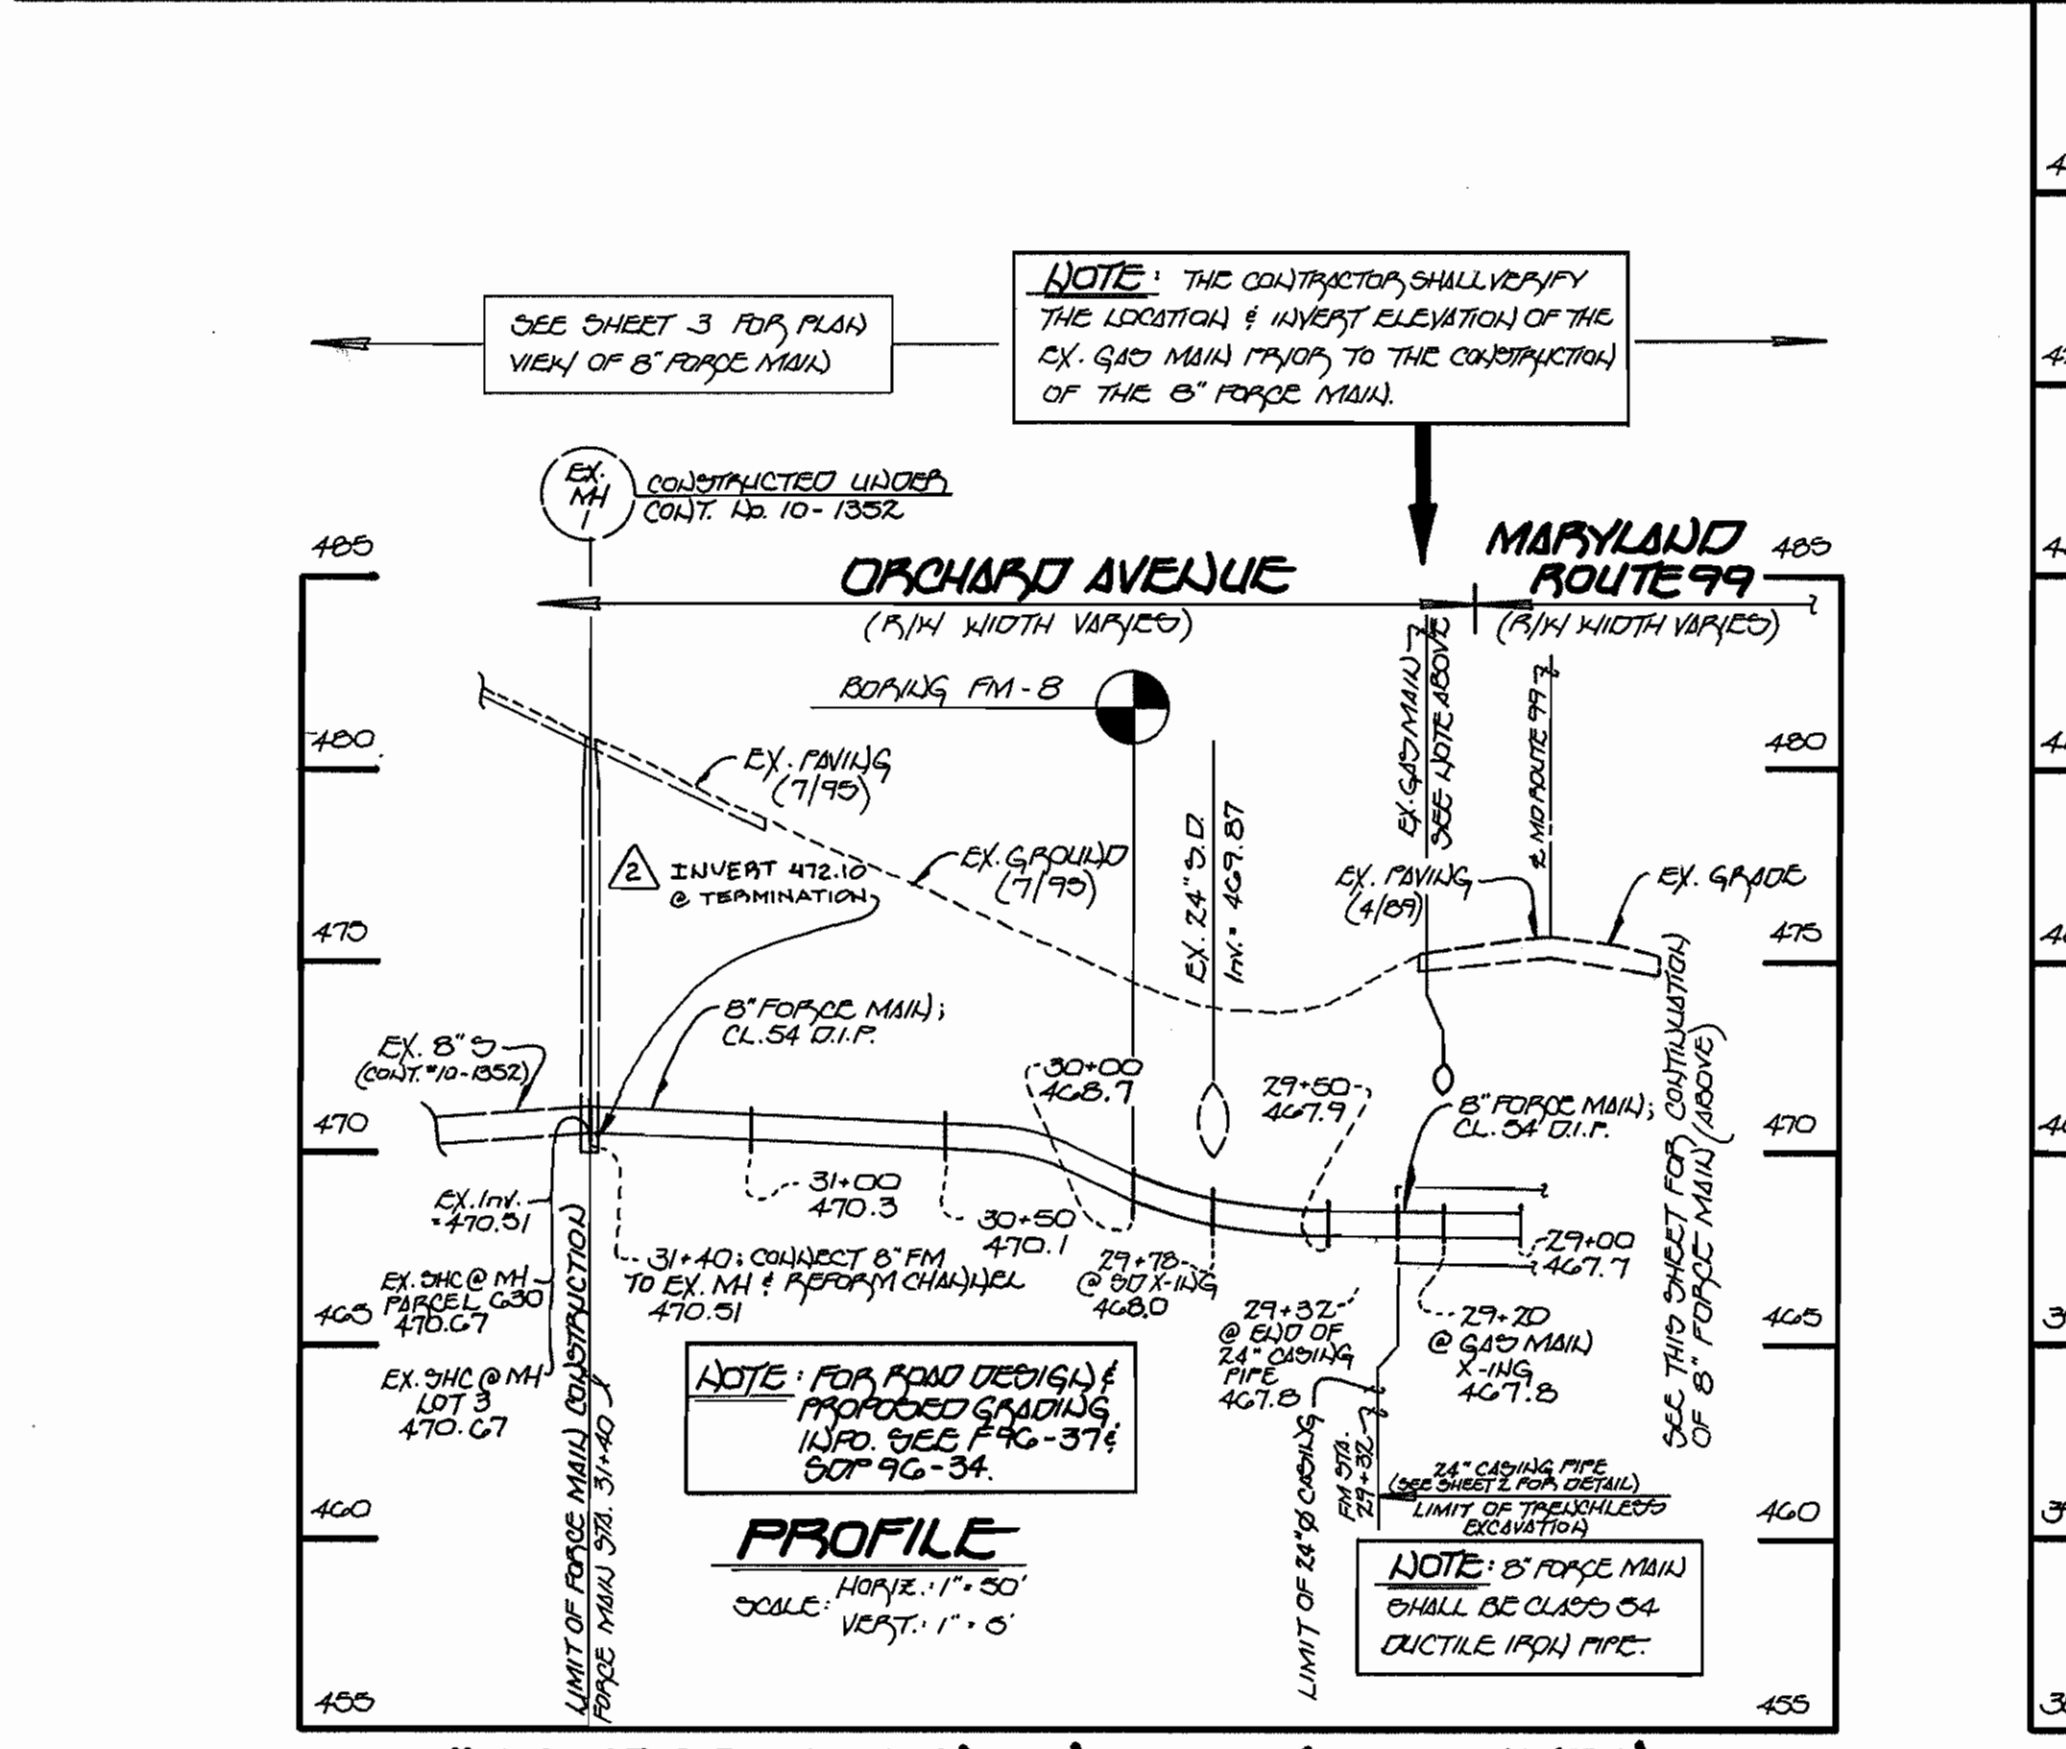 SEE SHEET 3 FOR PLAN
VIEW OF 8" FORCE MAIN
NOTE: THE CONTRACTOR SHALL VERIFY
THE LOCATION & INVERT ELEVATION OF THE
EX. GAS MAIN PRIOR TO THE CONSTRUCTION
OF THE 8" FORCE MAIN.
EX.
MH
1
CONSTRUCTED UNDER
CONT. No. 10-1352
485
ORCHARD AVENUE
(R/W WIDTH VARIES)
MARYLAND
ROUTE 99
(R/W WIDTH VARIES)
485
BORING FM-8
EX. GAS MAIN
SEE NOTE ABOVE
℄ MD ROUTE 99
480
480
EX. PAVING
(7/95)
2
INVERT 472.10
@ TERMINATION
EX. GROUND
(7/95)
EX. 24" S.D.
Inv.= 469.87
EX. PAVING
(4/89)
EX. GRADE
475
475
8" FORCE MAIN;
CL. 54 D.I.P.
EX. 8" S
(CONT. #10-1352)
30+00
468.7
29+50
467.9
8" FORCE MAIN;
CL. 54 D.I.P.
470
470
SEE THIS SHEET FOR CONTINUATION
OF 8" FORCE MAIN (ABOVE)
EX. Inv.
=470.51
31+00
470.3
30+50
470.1
29+00
467.7
31+40; CONNECT 8" FM
TO EX. MH & REFORM CHANNEL
470.51
29+78
@ SD X-ING
468.0
EX. SHC @ MH
PARCEL 630
470.67
465
29+32
@ END OF
24" CASING
PIPE
467.8
29+20
@ GAS MAIN
X-ING
467.8
465
EX. SHC @ MH
LOT 3
470.67
NOTE: FOR ROAD DESIGN &
PROPOSED GRADING
INFO. SEE F96-37 &
SDP 96-34.
LIMIT OF FORCE MAIN CONSTRUCTION
FORCE MAIN STA. 31+40
LIMIT OF 24"Ø CASING
FM STA.
29+32
24" CASING PIPE
(SEE SHEET 2 FOR DETAIL)
LIMIT OF TRENCHLESS
EXCAVATION
460
460
PROFILE
SCALE: HORIZ.: 1" = 50'
VERT.: 1" = 5'
NOTE: 8" FORCE MAIN
SHALL BE CLASS 54
DUCTILE IRON PIPE.
455
455